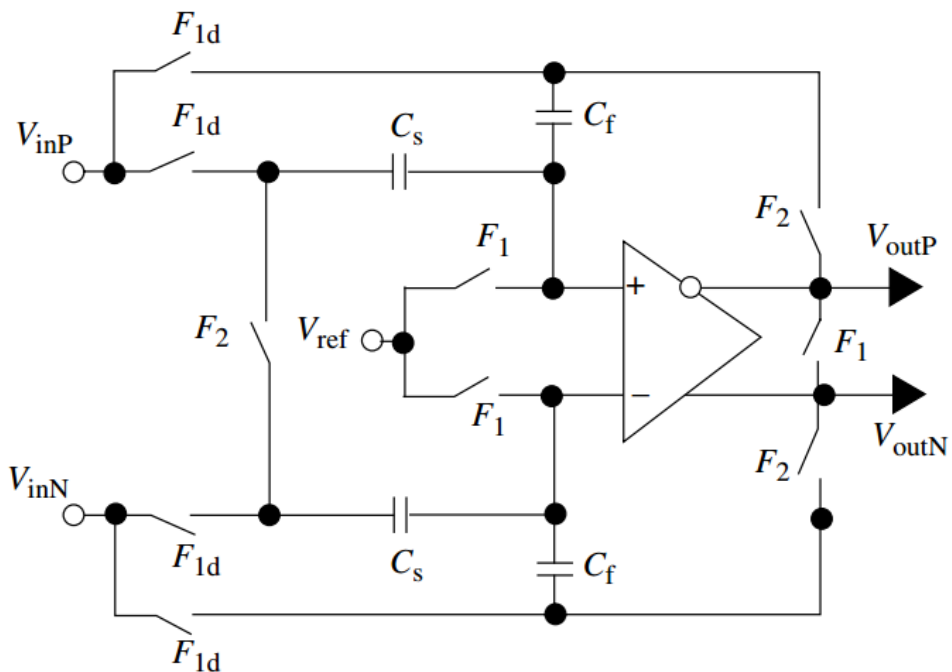 F1d
F1d
VinP
Cs
Cf
F1
F2
VoutP
+
F2
Vref
F1
−
F1
F2
VoutN
VinN
F1d
Cs
Cf
F1d